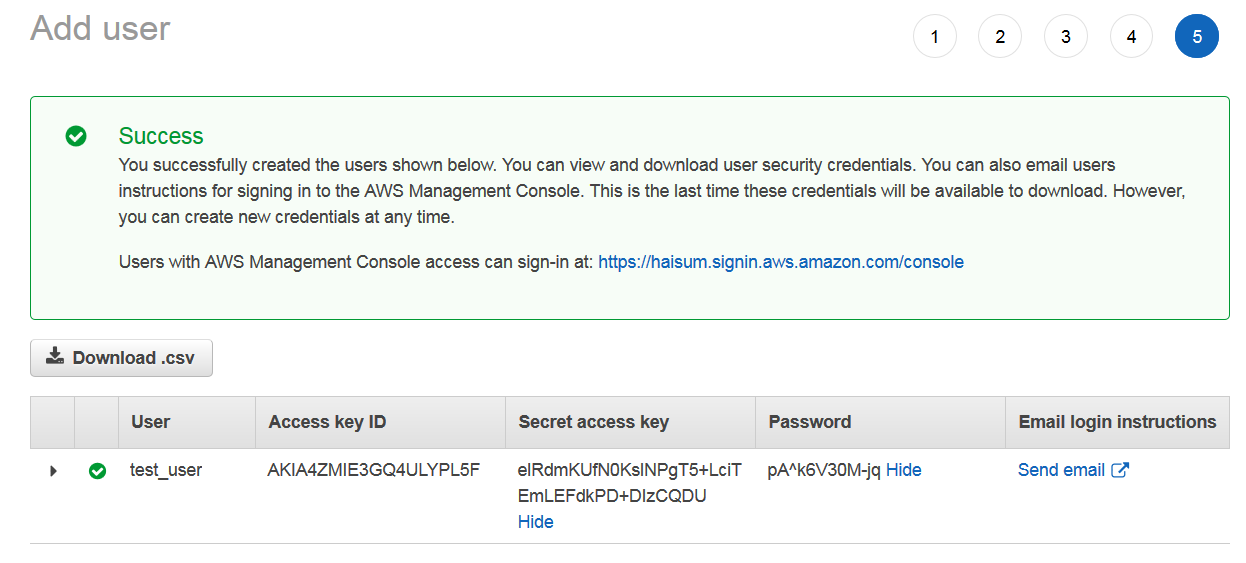 Add user
1 2 3 4 5
Success
You successfully created the users shown below. You can view and download user security credentials. You can also email users
instructions for signing in to the AWS Management Console. This is the last time these credentials will be available to download. However,
you can create new credentials at any time.
Users with AWS Management Console access can sign-in at: https://haisum.signin.aws.amazon.com/console
Download .csv
User Access key ID Secret access key Password Email login instructions
test_user AKIA4ZMIE3GQ4ULYPL5F pA^k6V30M-jq Hide Send email
Hide